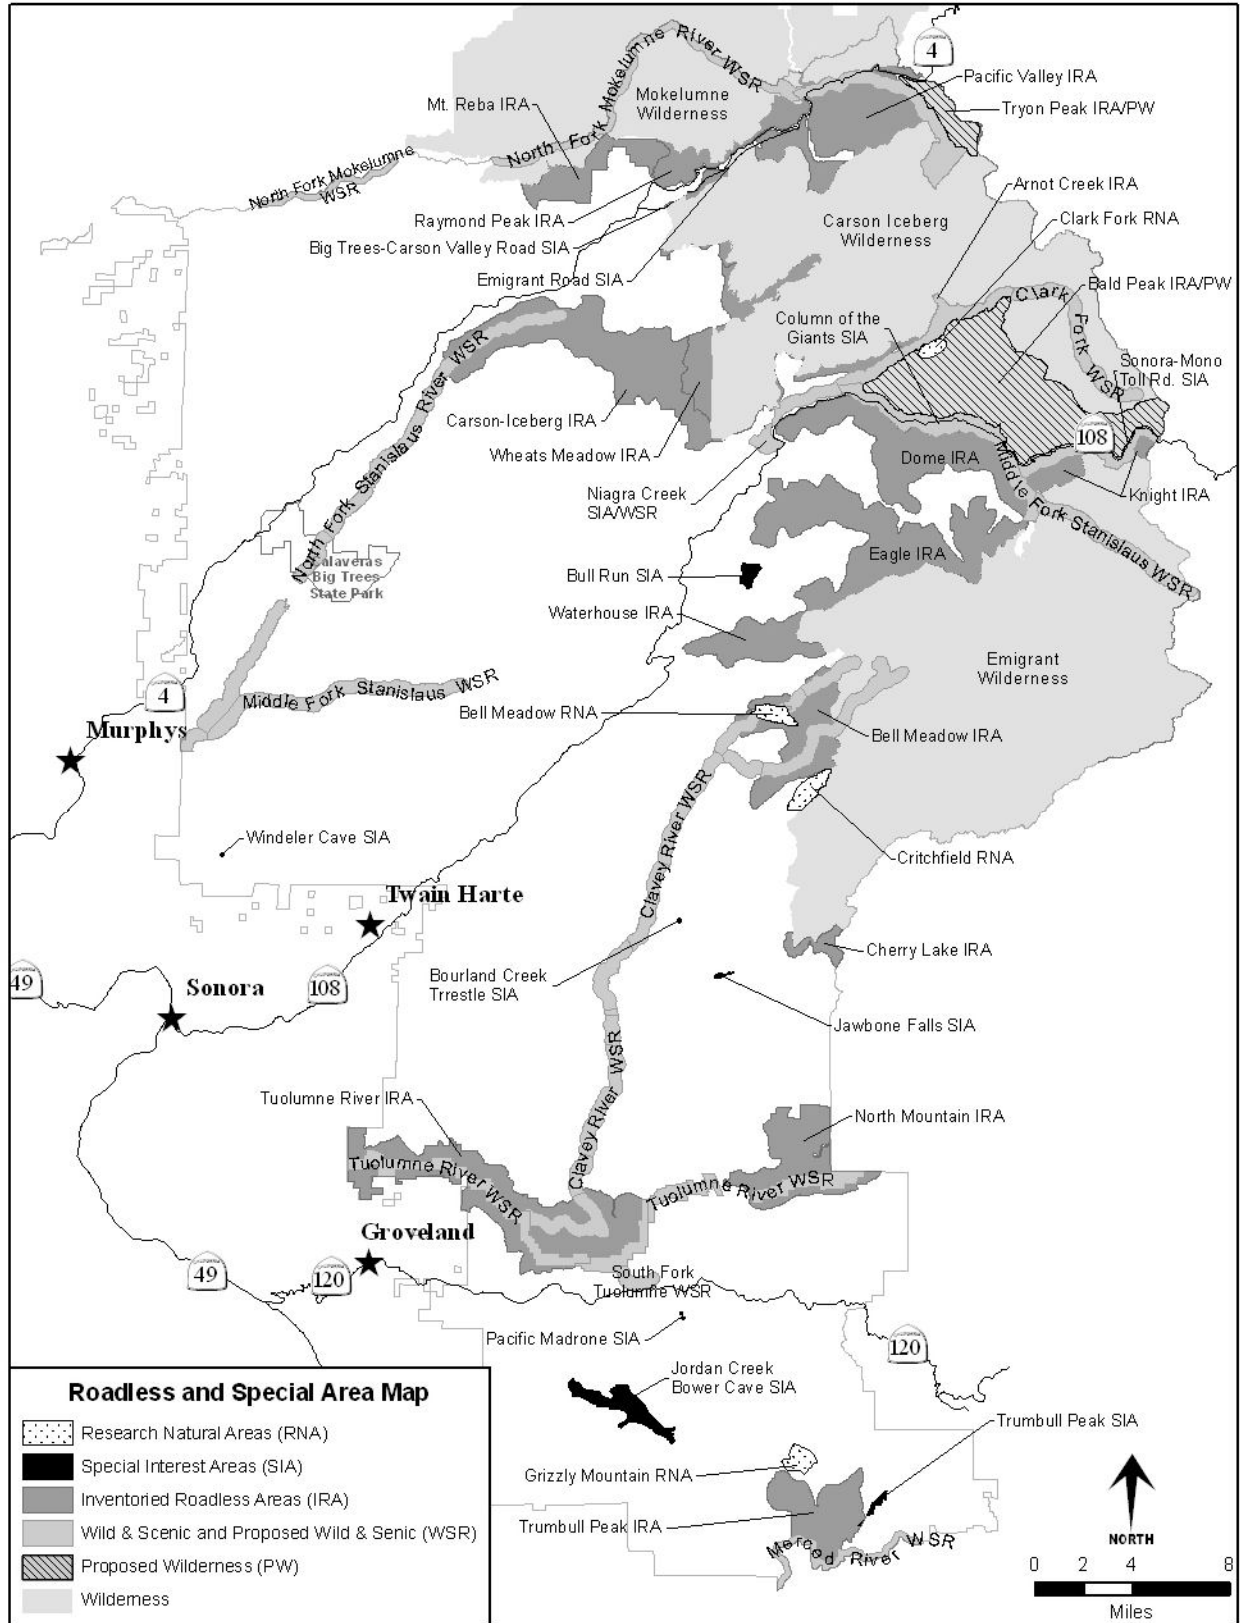 4
Pacific Valley IRA
Tryon Peak IRA/PW
Mt. Reba IRA
Mokelumne
Wilderness
North Fork Mokelumne River WSR
North Fork Mokelumne
WSR
Arnot Creek IRA
Clark Fork RNA
Raymond Peak IRA
Big Trees-Carson Valley Road SIA
Emigrant Road SIA
Carson Iceberg
Wilderness
Bald Peak IRA/PW
Clark Fork WSR
Column of the
Giants SIA
Sonora-Mono
Toll Rd. SIA
North Fork Stanislaus River WSR
Carson-Iceberg IRA
Wheats Meadow IRA
108
Dome IRA
Niagra Creek
SIA/WSR
Knight IRA
Middle Fork Stanislaus WSR
Eagle IRA
Calaveras
Big Trees
State Park
Bull Run SIA
Waterhouse IRA
Emigrant
Wilderness
4
Middle Fork Stanislaus WSR
Murphys
Bell Meadow RNA
Bell Meadow IRA
Windeler Cave SIA
Clavey River WSR
Critchfield RNA
Twain Harte
Cherry Lake IRA
49
Sonora
108
Bourland Creek
Trrestle SIA
Jawbone Falls SIA
Clavey River WSR
Tuolumne River IRA
North Mountain IRA
Tuolumne River WSR
Tuolumne River WSR
Groveland
49
120
South Fork
Tuolumne WSR
Pacific Madrone SIA
120
Jordan Creek
Bower Cave SIA
Trumbull Peak SIA
Grizzly Mountain RNA
Trumbull Peak IRA
Merced River WSR
Roadless and Special Area Map
Research Natural Areas (RNA)
Special Interest Areas (SIA)
Inventoried Roadless Areas (IRA)
Wild & Scenic and Proposed Wild & Senic (WSR)
Proposed Wilderness (PW)
Wilderness
NORTH
0 2 4 8
Miles